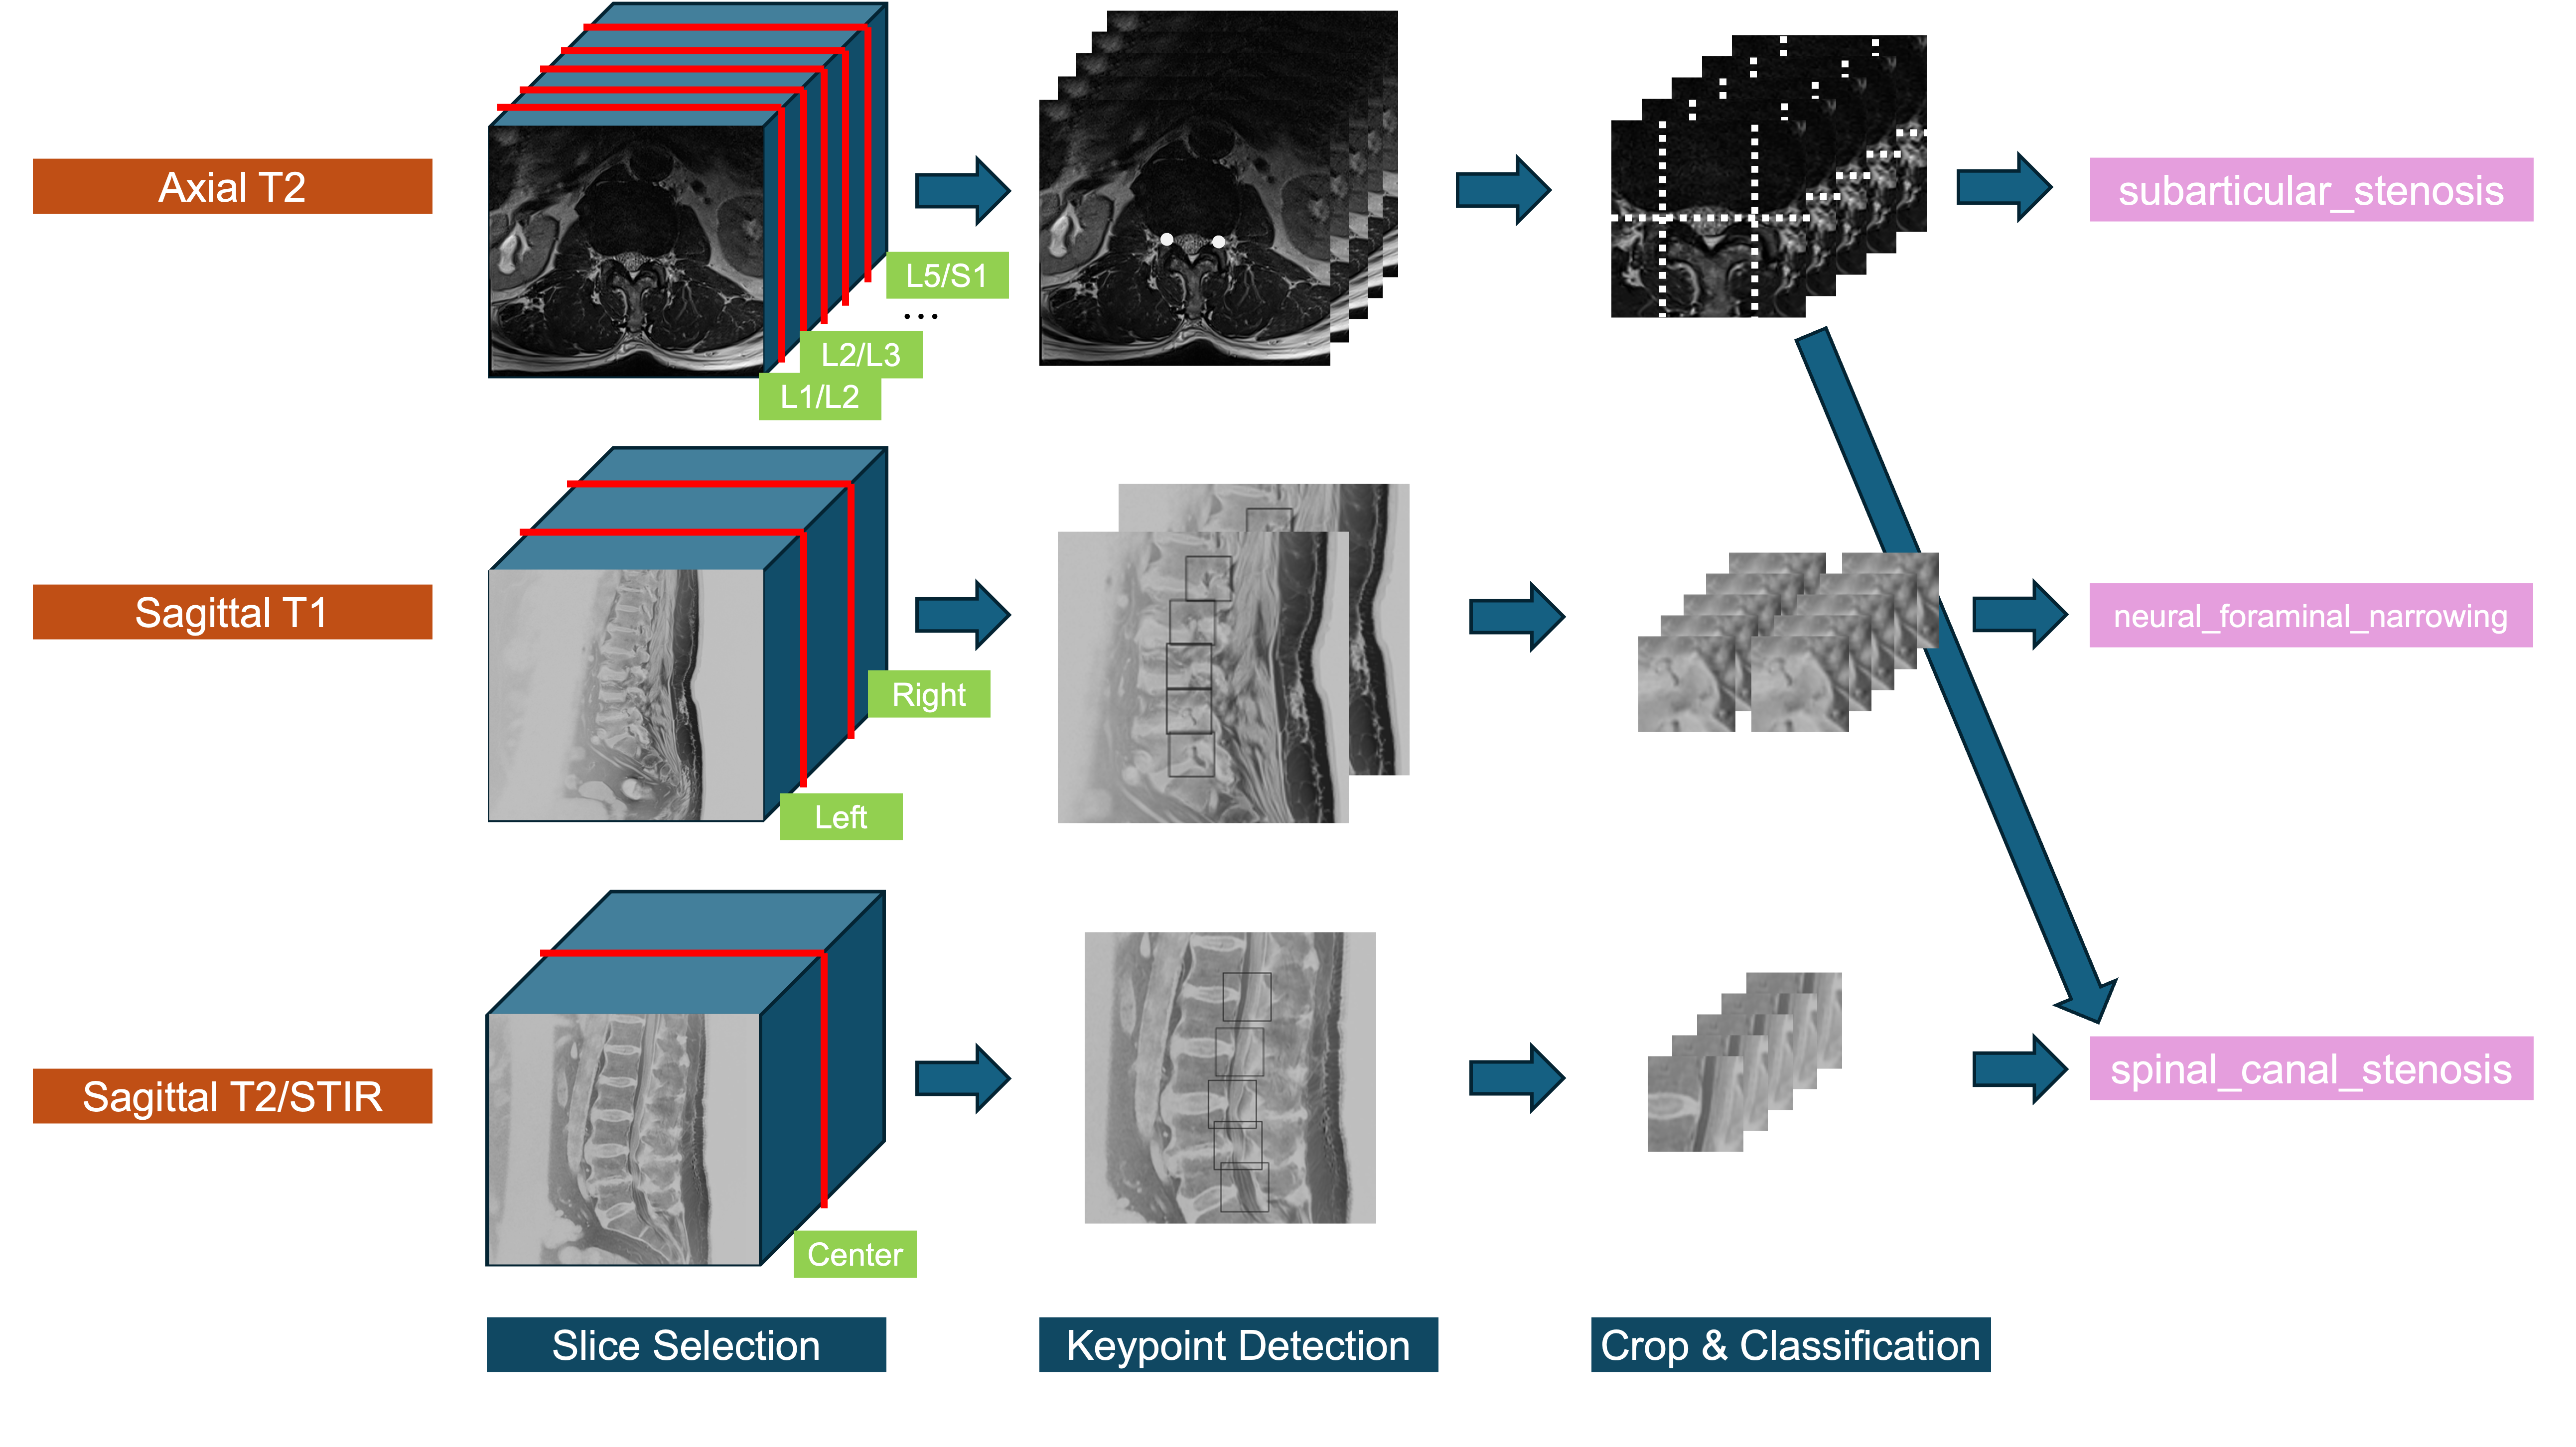 Axial T2
L5/S1
...
L2/L3
L1/L2
subarticular_stenosis
Sagittal T1
Right
Left
neural_foraminal_narrowing
Sagittal T2/STIR
Center
spinal_canal_stenosis
Slice Selection
Keypoint Detection
Crop & Classification